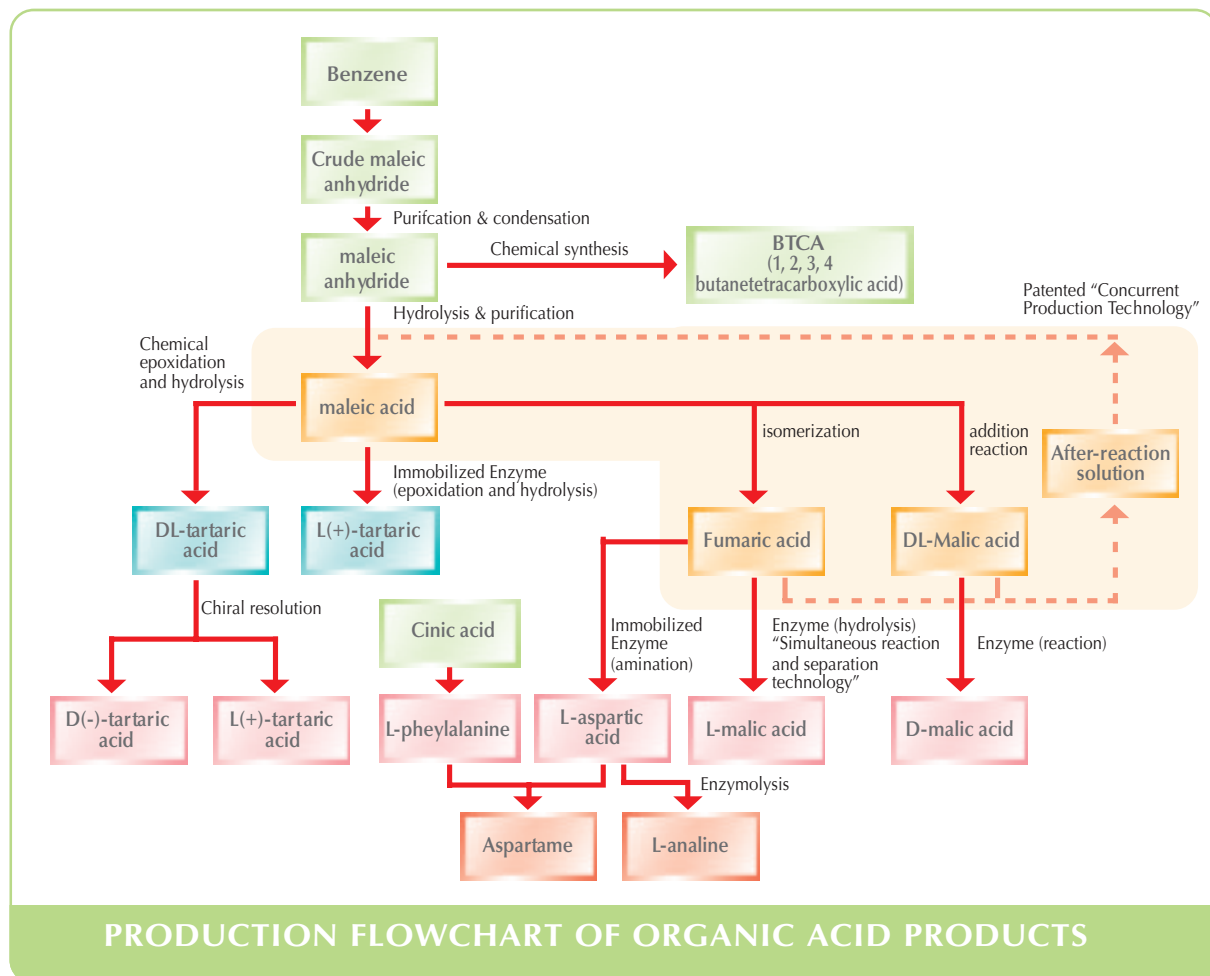 Benzene
Crude maleic
anhydride
Purifcation & condensation
maleic
anhydride
Chemical synthesis
BTCA
(1, 2, 3, 4
butanetetracarboxylic acid)
Hydrolysis & purification
Patented “Concurrent
Production Technology”
Chemical
epoxidation
and hydrolysis
maleic acid
isomerization
addition
reaction
After-reaction
solution
Immobilized Enzyme
(epoxidation and hydrolysis)
DL-tartaric
acid
L(+)-tartaric
acid
Fumaric acid
DL-Malic acid
Chiral resolution
Cinic acid
Immobilized
Enzyme
(amination)
Enzyme (hydrolysis)
“Simultaneous reaction
and separation
technology”
Enzyme (reaction)
D(-)-tartaric
acid
L(+)-tartaric
acid
L-pheylalanine
L-aspartic
acid
L-malic acid
D-malic acid
Enzymolysis
Aspartame
L-analine
PRODUCTION FLOWCHART OF ORGANIC ACID PRODUCTS